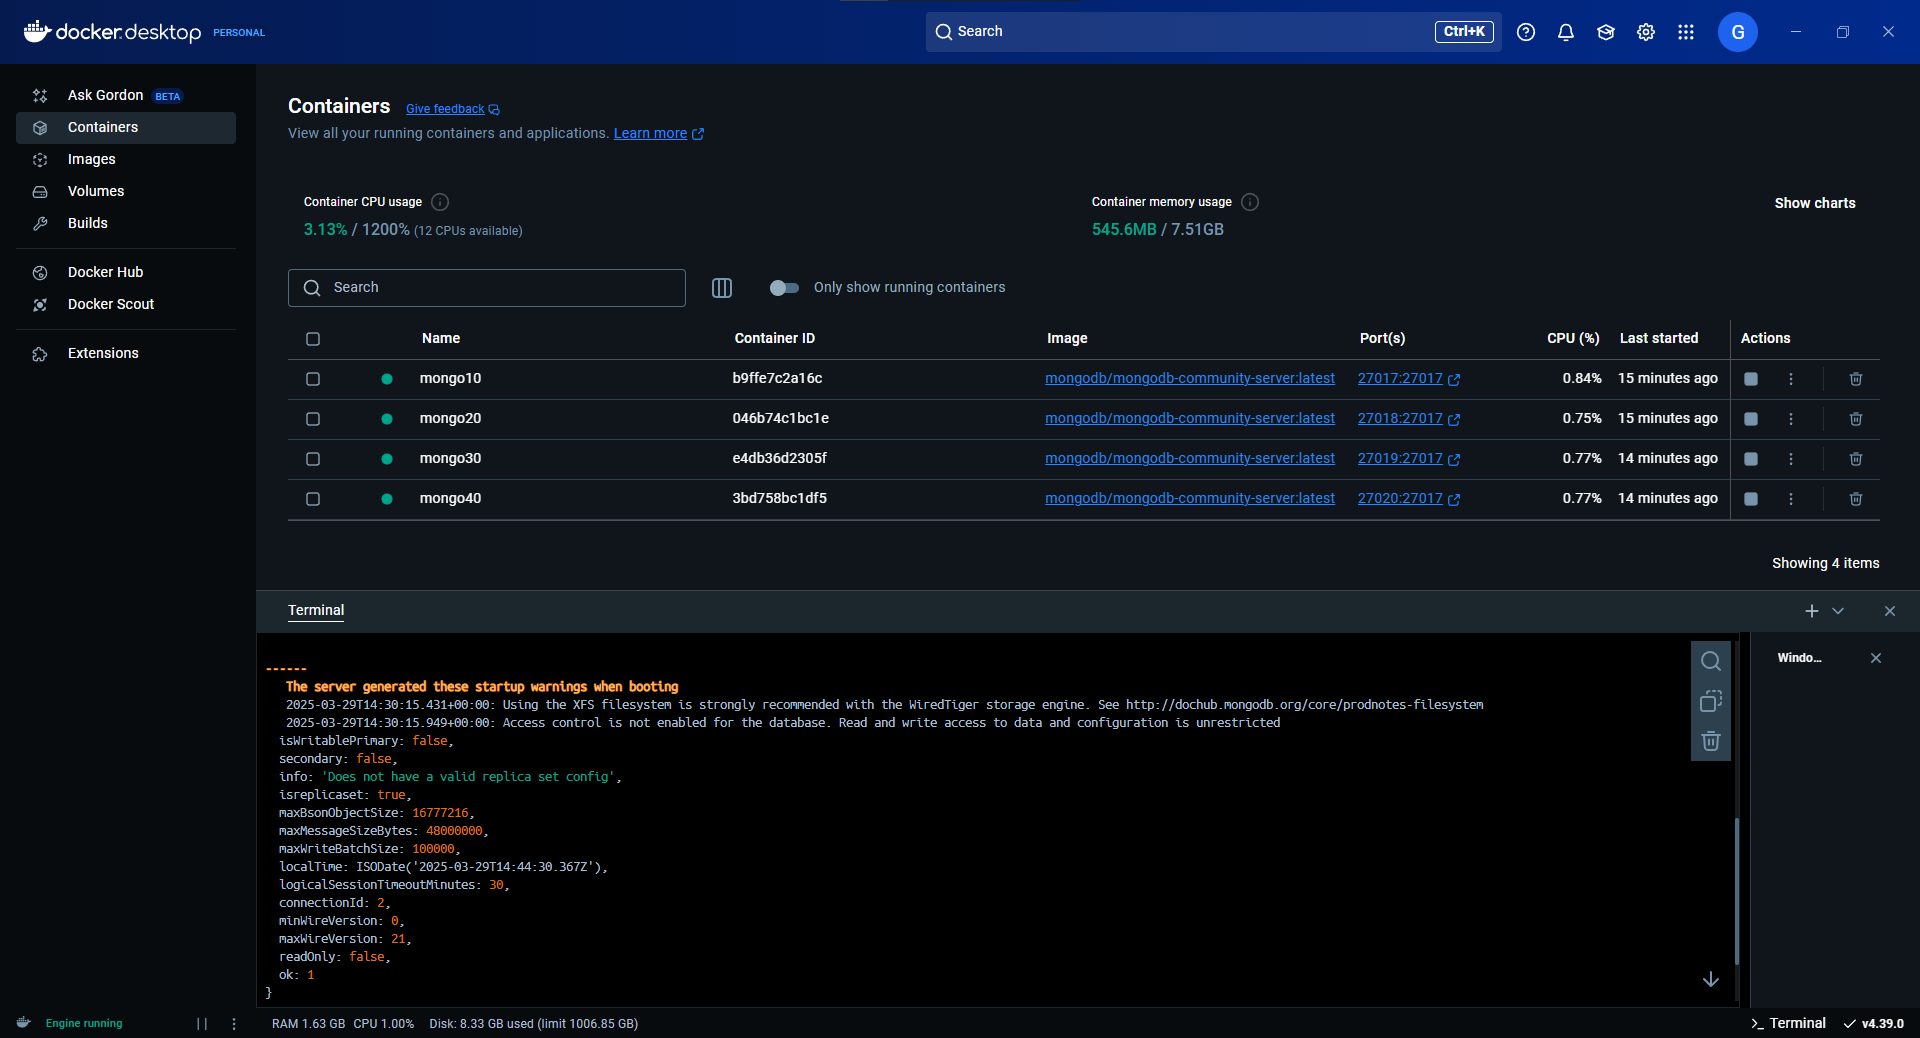 docker.desktop PERSONAL
Search Ctrl+K
G
Ask Gordon BETA
Containers
Images
Volumes
Builds
Docker Hub
Docker Scout
Extensions
Containers Give feedback
View all your running containers and applications. Learn more
Container CPU usage
3.13% / 1200% (12 CPUs available)
Container memory usage
545.6MB / 7.51GB
Show charts
Search
Only show running containers
Name Container ID Image Port(s) CPU (%) Last started Actions
mongo10 b9ffe7c2a16c mongodb/mongodb-community-server:latest 27017:27017 0.84% 15 minutes ago
mongo20 046b74c1bc1e mongodb/mongodb-community-server:latest 27018:27017 0.75% 15 minutes ago
mongo30 e4db36d2305f mongodb/mongodb-community-server:latest 27019:27017 0.77% 14 minutes ago
mongo40 3bd758bc1df5 mongodb/mongodb-community-server:latest 27020:27017 0.77% 14 minutes ago
Showing 4 items
Terminal
Windo...
------
The server generated these startup warnings when booting
2025-03-29T14:30:15.431+00:00: Using the XFS filesystem is strongly recommended with the WiredTiger storage engine. See http://dochub.mongodb.org/core/prodnotes-filesystem
2025-03-29T14:30:15.949+00:00: Access control is not enabled for the database. Read and write access to data and configuration is unrestricted
isWritablePrimary: false,
secondary: false,
info: 'Does not have a valid replica set config',
isreplicaset: true,
maxBsonObjectSize: 16777216,
maxMessageSizeBytes: 48000000,
maxWriteBatchSize: 100000,
localTime: ISODate('2025-03-29T14:44:30.367Z'),
logicalSessionTimeoutMinutes: 30,
connectionId: 2,
minWireVersion: 0,
maxWireVersion: 21,
readOnly: false,
ok: 1
}
Engine running
RAM 1.63 GB CPU 1.00% Disk: 8.33 GB used (limit 1006.85 GB)
Terminal v4.39.0